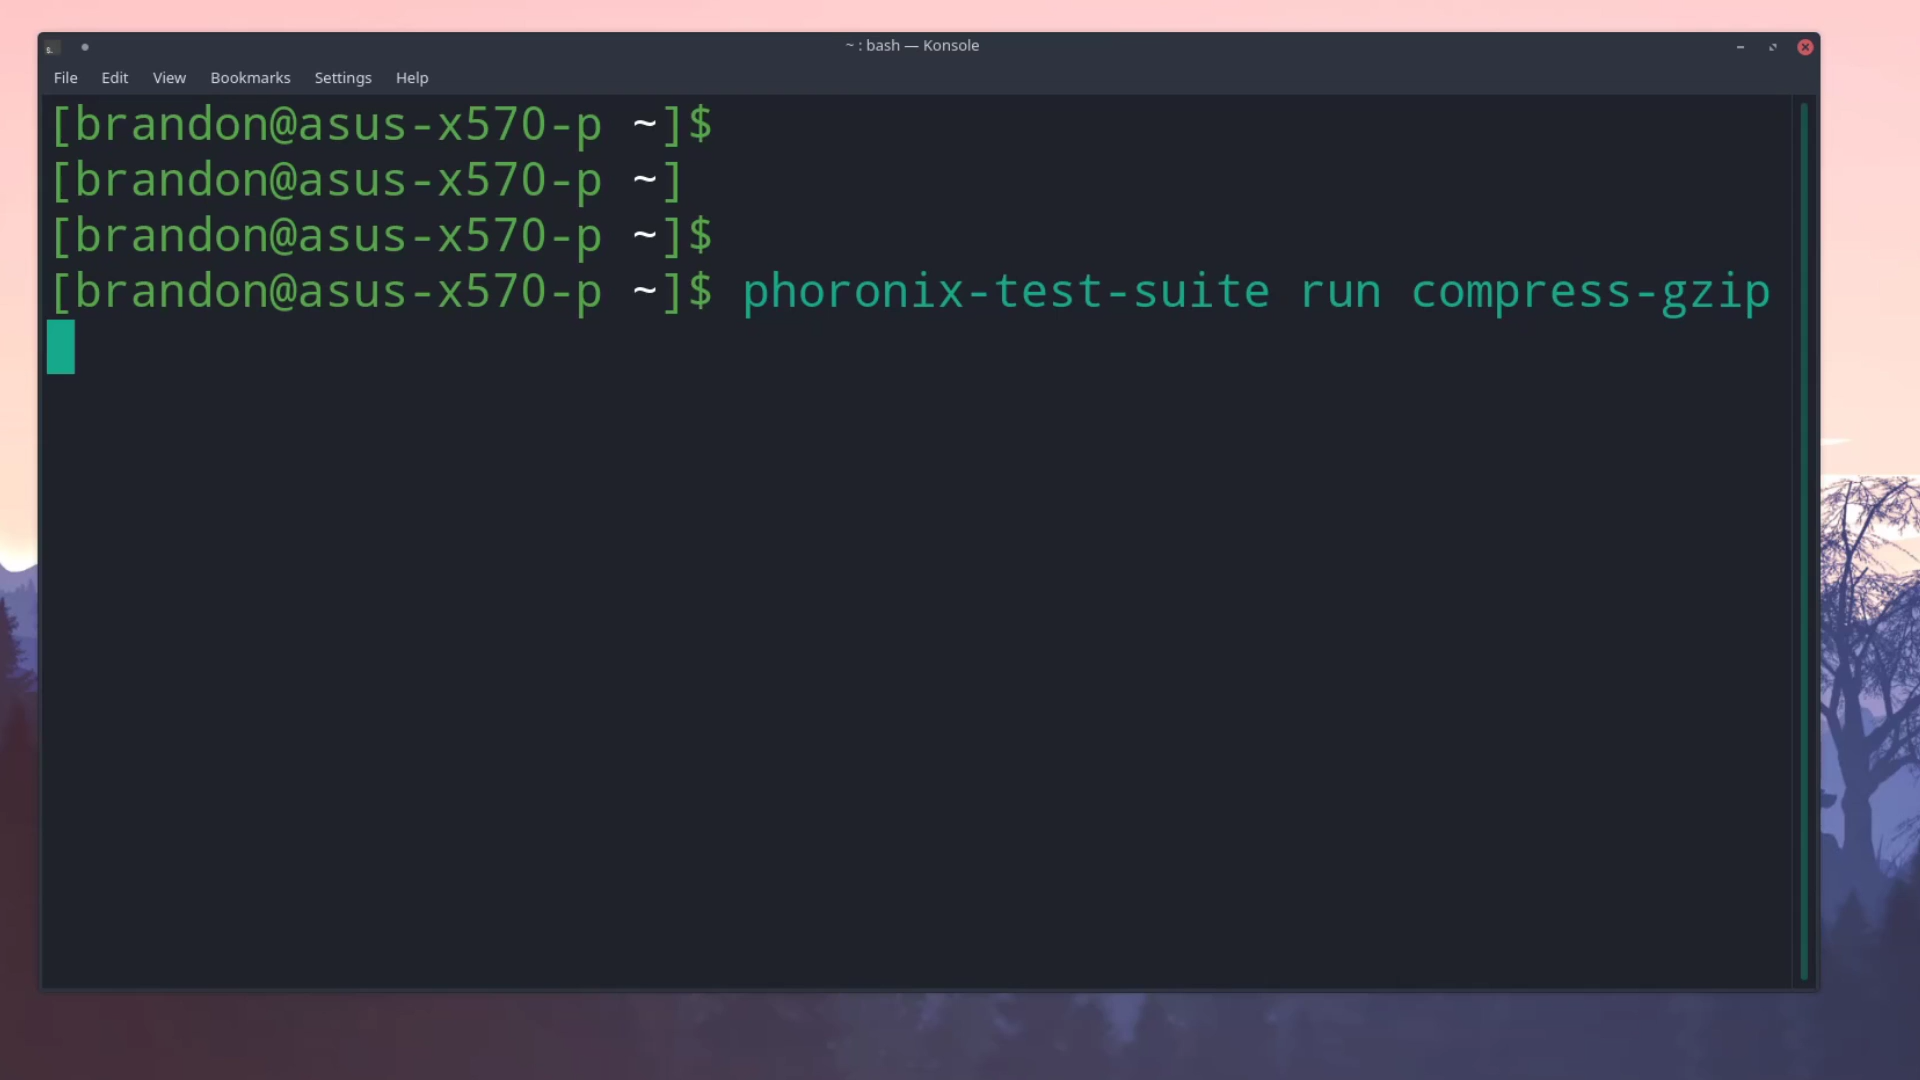 ~ : bash — Konsole
File Edit View Bookmarks Settings Help
[brandon@asus-x570-p ~]$
[brandon@asus-x570-p ~]
[brandon@asus-x570-p ~]$
[brandon@asus-x570-p ~]$ phoronix-test-suite run compress-gzip